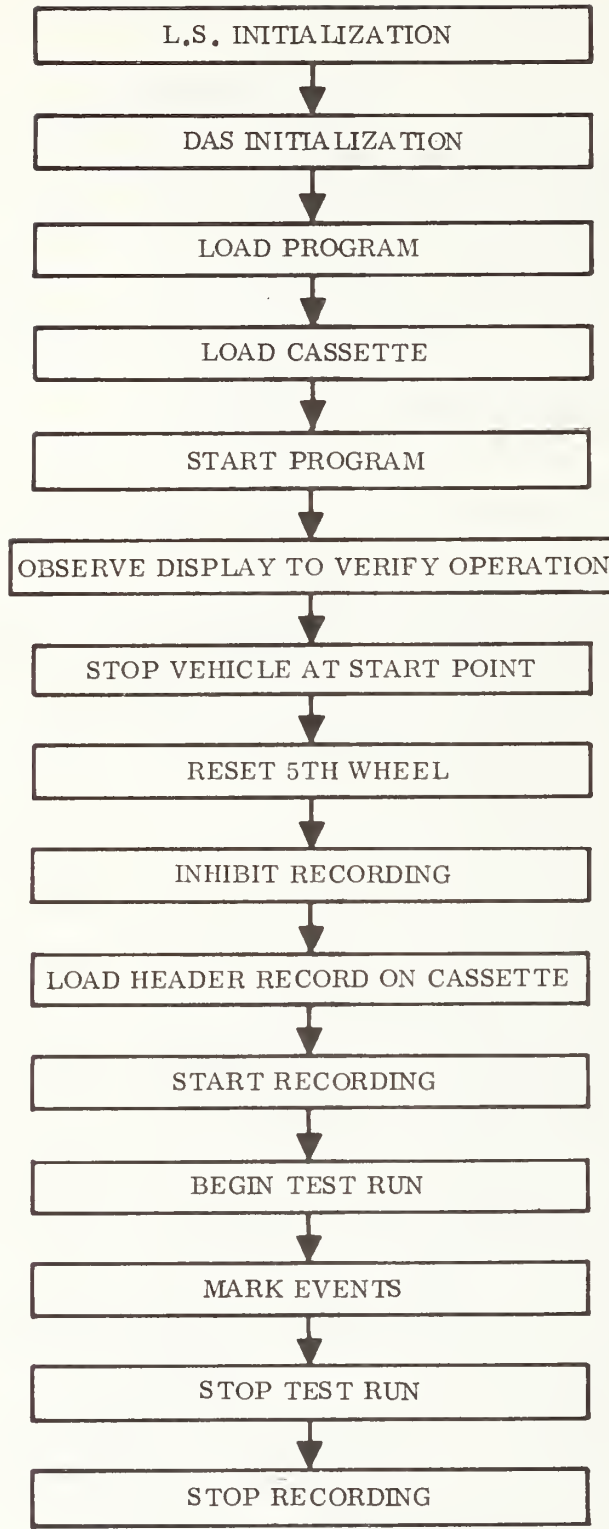 L.S. INITIALIZATION
DAS INITIALIZATION
LOAD PROGRAM
LOAD CASSETTE
START PROGRAM
OBSERVE DISPLAY TO VERIFY OPERATION
STOP VEHICLE AT START POINT
RESET 5TH WHEEL
INHIBIT RECORDING
LOAD HEADER RECORD ON CASSETTE
START RECORDING
BEGIN TEST RUN
MARK EVENTS
STOP TEST RUN
STOP RECORDING